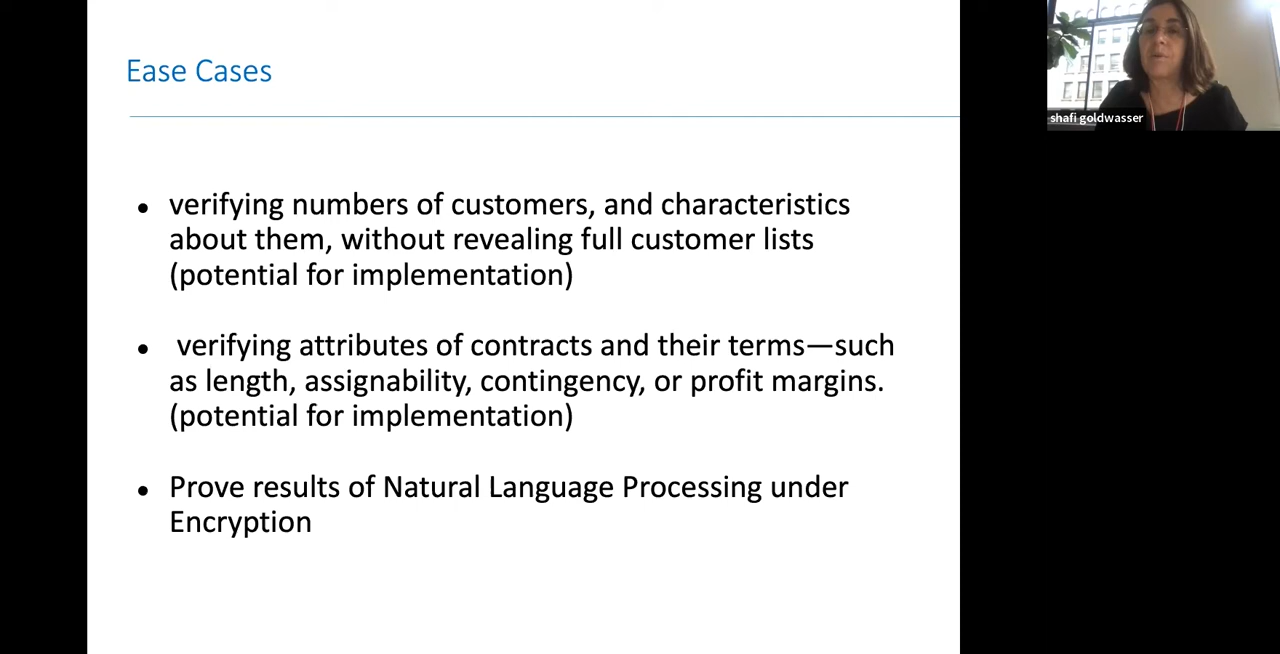 Ease Cases
shafi goldwasser
• verifying numbers of customers, and characteristics
about them, without revealing full customer lists
(potential for implementation)
• verifying attributes of contracts and their terms—such
as length, assignability, contingency, or profit margins.
(potential for implementation)
• Prove results of Natural Language Processing under
Encryption